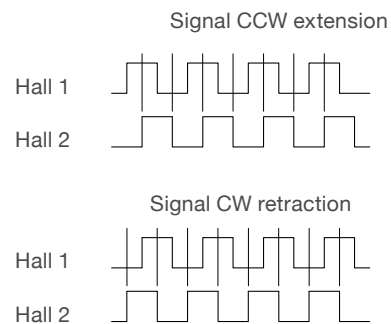 Signal CCW extension
Hall 1
Hall 2
Signal CW retraction
Hall 1
Hall 2